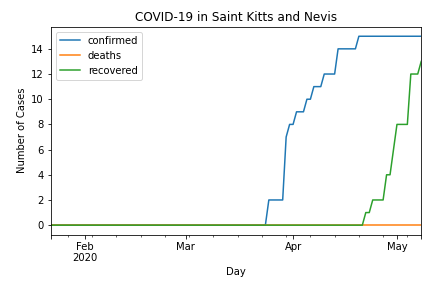 COVID-19 in Saint Kitts and Nevis
confirmed
deaths
recovered
Number of Cases
14
12
10
8
6
4
2
0
Feb
2020
Mar
Apr
May
Day